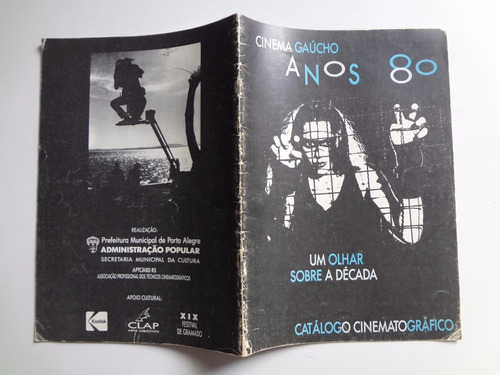 CINEMA GAÚCHO
ANOS 80
UM OLHAR
SOBRE A DÉCADA
CATÁLOGO CINEMATOGRÁFICO
REALIZAÇÃO:
Prefeitura Municipal de Porto Alegre
ADMINISTRAÇÃO POPULAR
SECRETARIA MUNICIPAL DA CULTURA
APTC/ABD RS
ASSOCIAÇÃO PROFISSIONAL DOS TÉCNICOS CINEMATOGRÁFICOS
APOIO CULTURAL:
Kodak
CLAP
XIX
FESTIVAL
DE GRAMADO